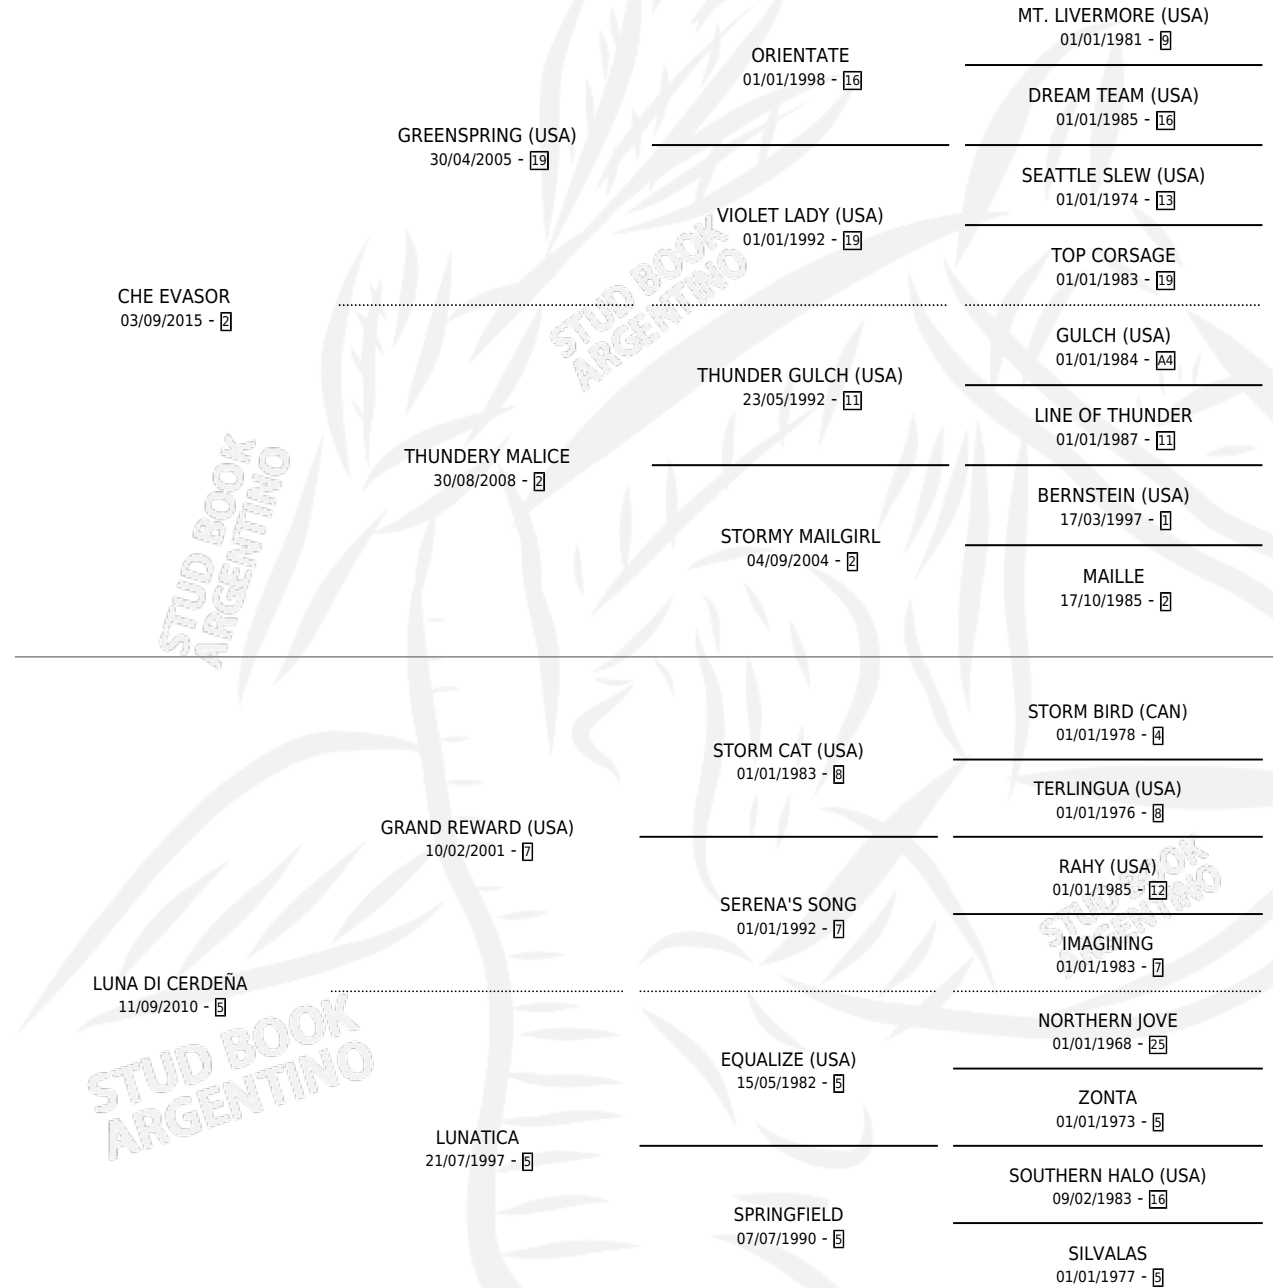 MT. LIVERMORE (USA)
01/01/1981 - 9
ORIENTATE
01/01/1998 - 16
DREAM TEAM (USA)
01/01/1985 - 16
GREENSPRING (USA)
30/04/2005 - 19
SEATTLE SLEW (USA)
01/01/1974 - 13
VIOLET LADY (USA)
01/01/1992 - 19
TOP CORSAGE
01/01/1983 - 19
CHE EVASOR
03/09/2015 - 2
GULCH (USA)
01/01/1984 - A4
THUNDER GULCH (USA)
23/05/1992 - 11
LINE OF THUNDER
01/01/1987 - 11
THUNDERY MALICE
30/08/2008 - 2
BERNSTEIN (USA)
17/03/1997 - 1
STORMY MAILGIRL
04/09/2004 - 2
MAILLE
17/10/1985 - 2
STUD BOOK
ARGENTINO
STUD BOOK
ARGENTINO
STORM BIRD (CAN)
01/01/1978 - 4
STORM CAT (USA)
01/01/1983 - 8
TERLINGUA (USA)
01/01/1976 - 8
GRAND REWARD (USA)
10/02/2001 - 7
RAHY (USA)
01/01/1985 - 12
SERENA'S SONG
01/01/1992 - 7
IMAGINING
01/01/1983 - 7
LUNA DI CERDEÑA
11/09/2010 - 5
NORTHERN JOVE
01/01/1968 - 25
EQUALIZE (USA)
15/05/1982 - 5
ZONTA
01/01/1973 - 5
LUNATICA
21/07/1997 - 5
SOUTHERN HALO (USA)
09/02/1983 - 16
SPRINGFIELD
07/07/1990 - 5
SILVALAS
01/01/1977 - 5
STUD BOOK
ARGENTINO
STUD BOOK
ARGENTINO